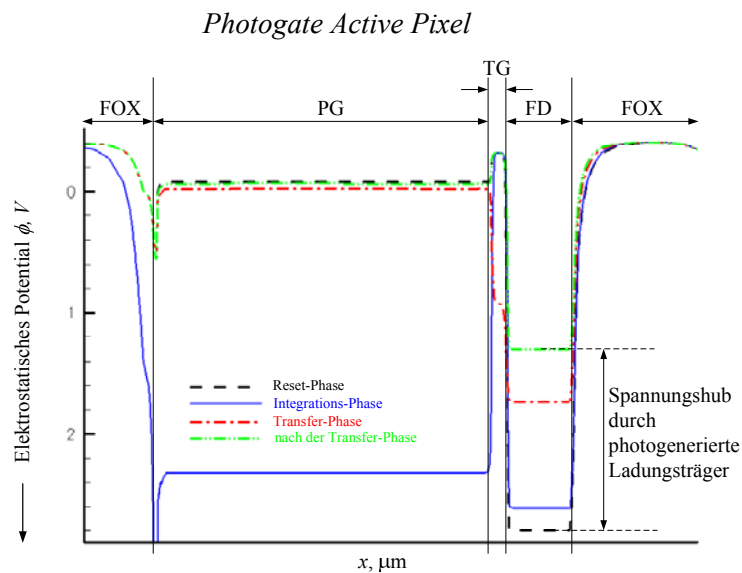 Photogate Active Pixel
TG
FOX
PG
FD
FOX
0
1
2
Elektrostatisches Potential ϕ, V
Reset-Phase
Integrations-Phase
Transfer-Phase
nach der Transfer-Phase
Spannungshub
durch
photogenerierte
Ladungsträger
x, µm